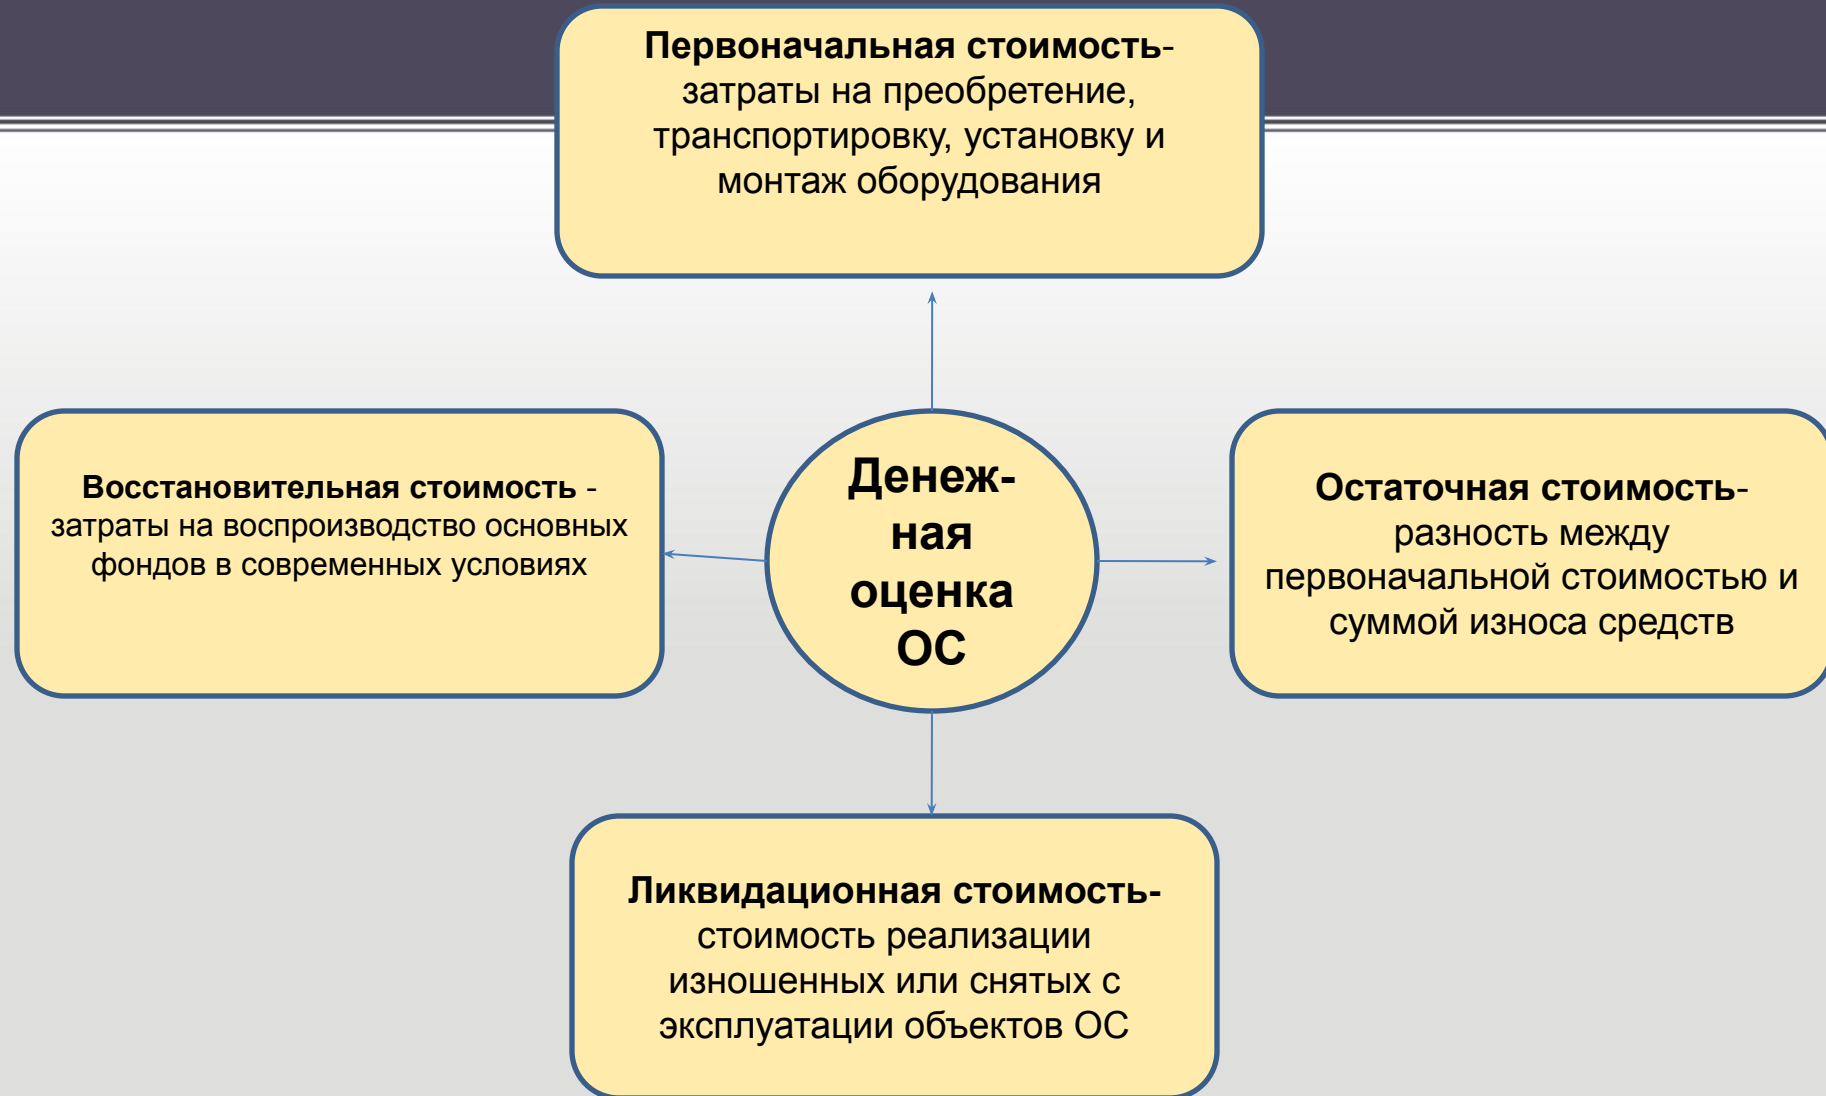 Первоначальная стоимость-
затраты на преобретение,
транспортировку, установку и
монтаж оборудования
Восстановительная стоимость -
затраты на воспроизводство основных
фондов в современных условиях
Денеж-
ная
оценка
ОС
Остаточная стоимость-
разность между
первоначальной стоимостью и
суммой износа средств
Ликвидационная стоимость-
стоимость реализации
изношенных или снятых с
эксплуатации объектов ОС